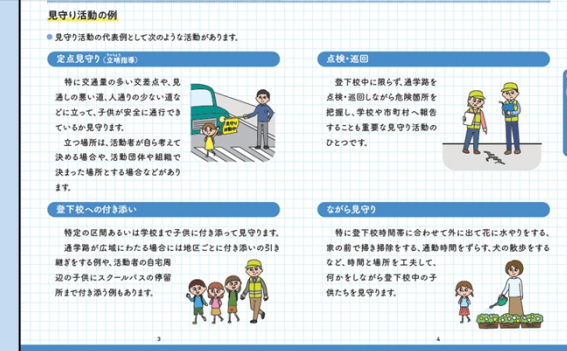 見守り活動の例
見守り活動の代表例として次のような活動があります。
定点見守り(立哨指導)
特に交通量の多い交差点や、見
通しの悪い道、人通りの少ない道な
どに立って、子供が安全に通行でき
ているか見守ります。
立つ場所は、活動者が自ら考えて
決める場合や、活動団体や組織で
決まった場所とする場合などがあり
ます。
見守り
活動中
点検・巡回
登下校中に限らず、通学路を
点検・巡回しながら危険箇所を
把握し、学校や市町村へ報告
することも重要な見守り活動の
ひとつです。
登下校への付き添い
特定の区間あるいは学校まで子供に付き添って見守ります。
通学路が広域にわたる場合には地区ごとに付き添いの引き
継ぎをする例や、活動者の自宅周
辺の子供にスクールバスの停留
所まで付き添う例もあります。
ながら見守り
特に登下校時間帯に合わせて外に出て花に水やりをする、
家の前で掃き掃除をする、通勤時間をずらす、犬の散歩をする
など、時間と場所を工夫して、
何かをしながら登下校中の子
供たちを見守ります。
3
4